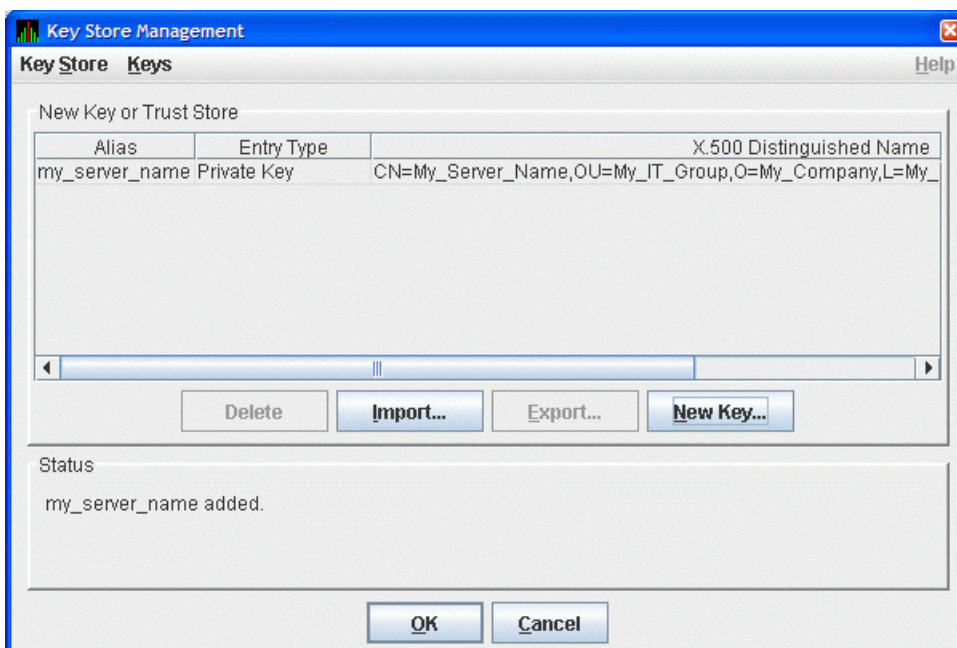 Key Store Management
Key Store Keys Help
New Key or Trust Store
Alias Entry Type X.500 Distinguished Name
my_server_name Private Key CN=My_Server_Name,OU=My_IT_Group,O=My_Company,L=My_
Delete Import... Export... New Key...
Status
my_server_name added.
OK Cancel